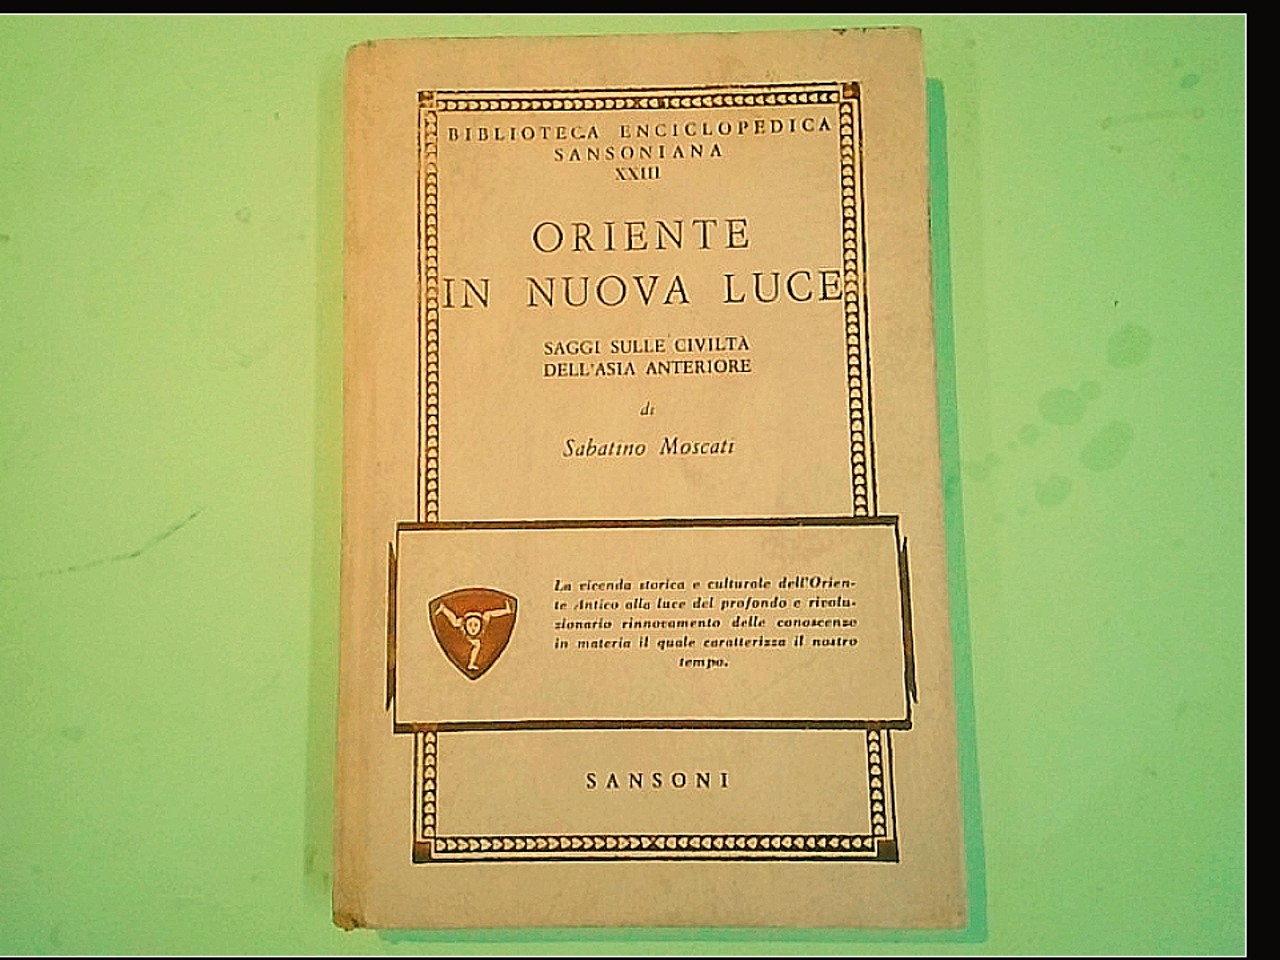 BIBLIOTECA ENCICLOPEDICA
SANSONIANA
XXIII
ORIENTE
IN NUOVA LUCE
SAGGI SULLE CIVILTÀ
DELL'ASIA ANTERIORE
di
Sabatino Moscati
La vicenda storica e culturale dell'Orien-
te Antico alla luce del profondo e rivolu-
zionario rinnovamento delle conoscenze
in materia il quale caratterizza il nostro
tempo.
SANSONI